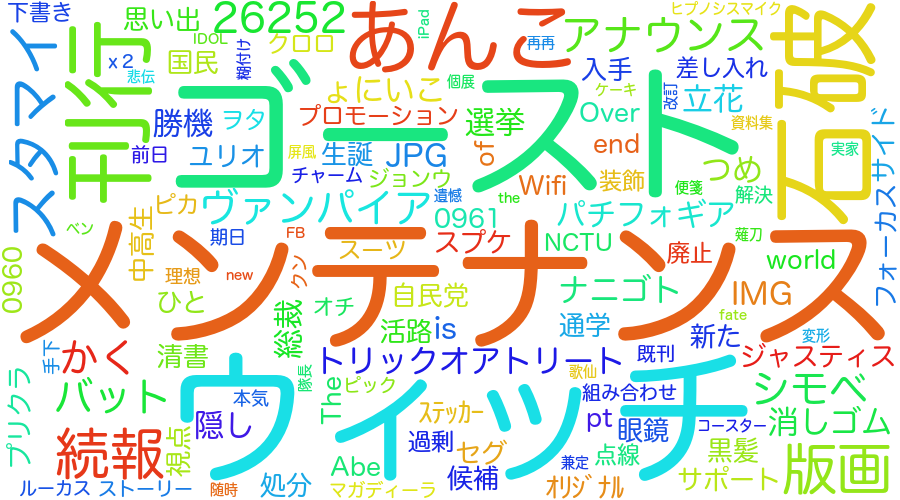 下書き
思い出
26252
あんこ
iPad
ヒプノシスマイク
IDOL
クロロ
再再
アナウンス
石破
x2
悲伝
国民
糊付け
スタマイ
刊行
ゴースト
ょにいこ
個展
ケーキ
入手
差し入れ
改訂
立花
資料集
勝機
ヲタ
プロモーション
選挙
Over
前日
ユリオ
屏風
生誕
JPG
of
end
実家
チャーム
ジョンウ
遺憾
Wifi
装飾
便箋
つめ
解決
フォーカスサイド
中高生
ピカ
ヴァンパイア
0961
the
パチフォギア
ベン
期日
FB
スーツ
スプケ
NCTU
廃止
薙刀
0960
メンテナンス
理想
new
クン
world
ひと
オチ
自民党
ナニゴト
IMG
総裁
活路
is
通学
新た
fate
変形
手下
かく
清書
トリックオアトリート
既刊
ジャスティス
プリクラ
バット
ウィッチ
本気
隊長
The
ピック
歌仙
組み合わせ
シモベ
隠し
ｽﾃｯｶｰ
pt
眼鏡
コースター
消しゴム
続報
視点
過剰
セグ
Abe
候補
兼定
点線
黒髪
版画
ルーカス
ストーリー
随時
処分
マガディーラ
ｵﾘｼﾞﾅﾙ
サポート